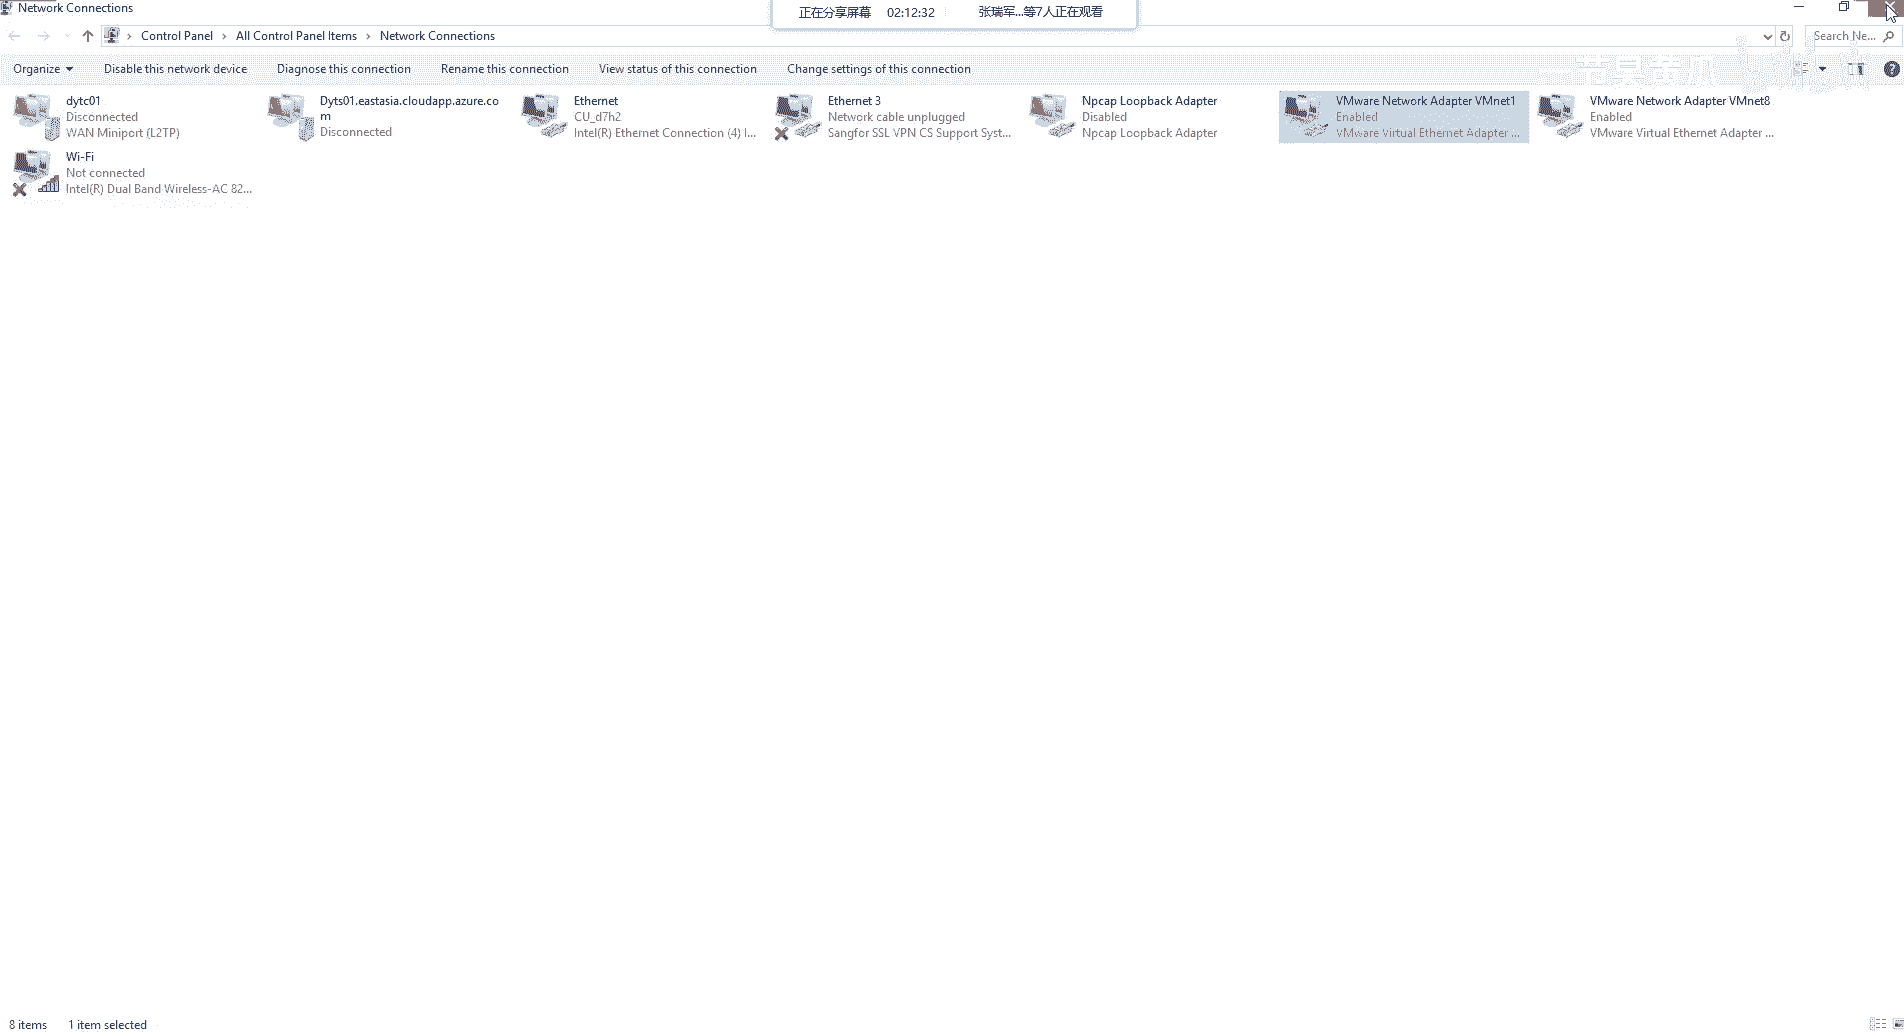 Network Connections
正在分享屏幕 02:12:32 张瑞军...等7人正在观看
Control Panel > All Control Panel Items > Network Connections
Search Ne...
Organize Disable this network device Diagnose this connection Rename this connection View status of this connection Change settings of this connection
dytc01
Disconnected
WAN Miniport (L2TP)
Dyts01.eastasia.cloudapp.azure.co
m
Disconnected
Ethernet
CU_d7h2
Intel(R) Ethernet Connection (4) I...
Ethernet 3
Network cable unplugged
Sangfor SSL VPN CS Support Syst...
Npcap Loopback Adapter
Disabled
Npcap Loopback Adapter
VMware Network Adapter VMnet1
Enabled
VMware Virtual Ethernet Adapter ...
VMware Network Adapter VMnet8
Enabled
VMware Virtual Ethernet Adapter ...
Wi-Fi
Not connected
Intel(R) Dual Band Wireless-AC 82...
8 items 1 item selected